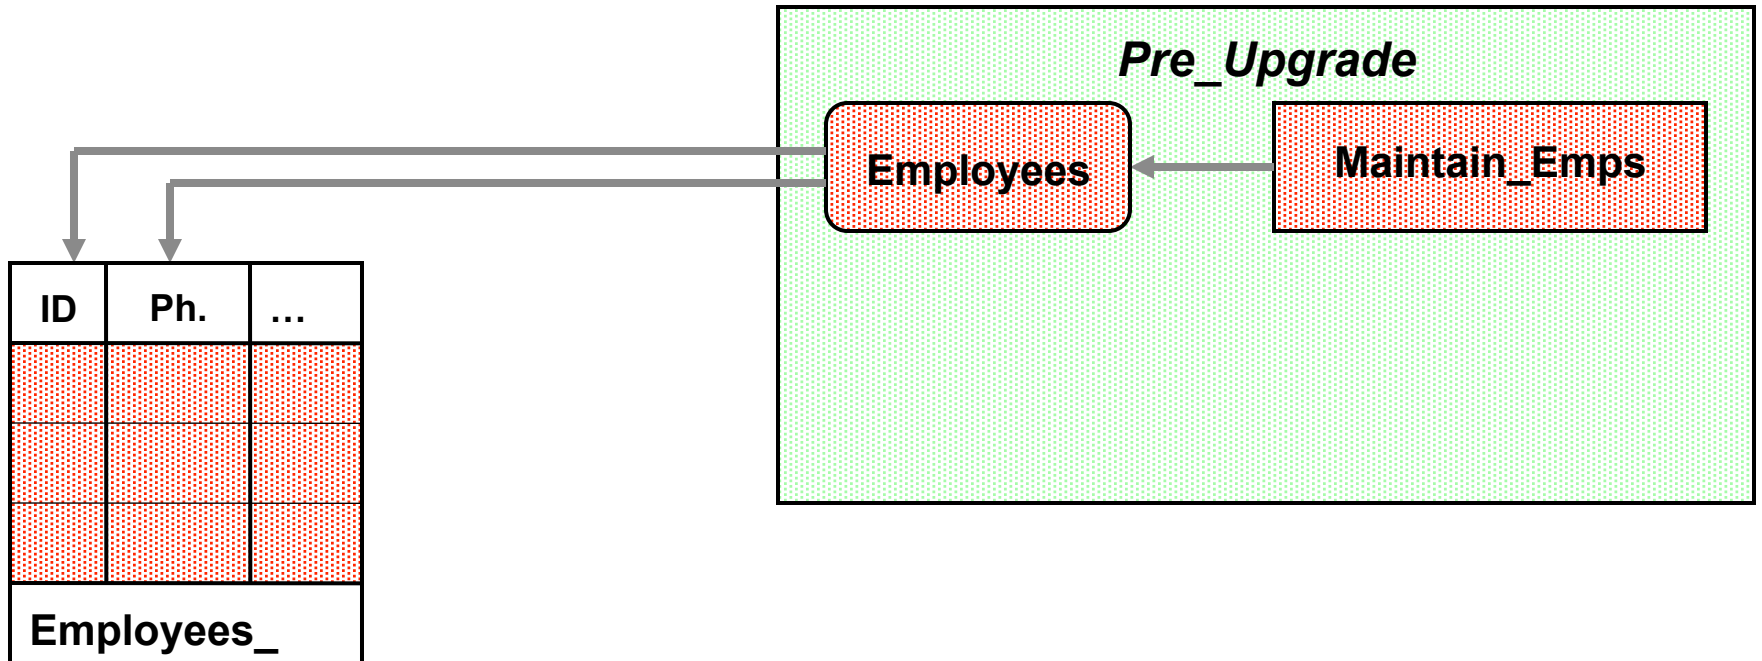 Pre_Upgrade
Employees
Maintain_Emps
ID Ph. …
Employees_